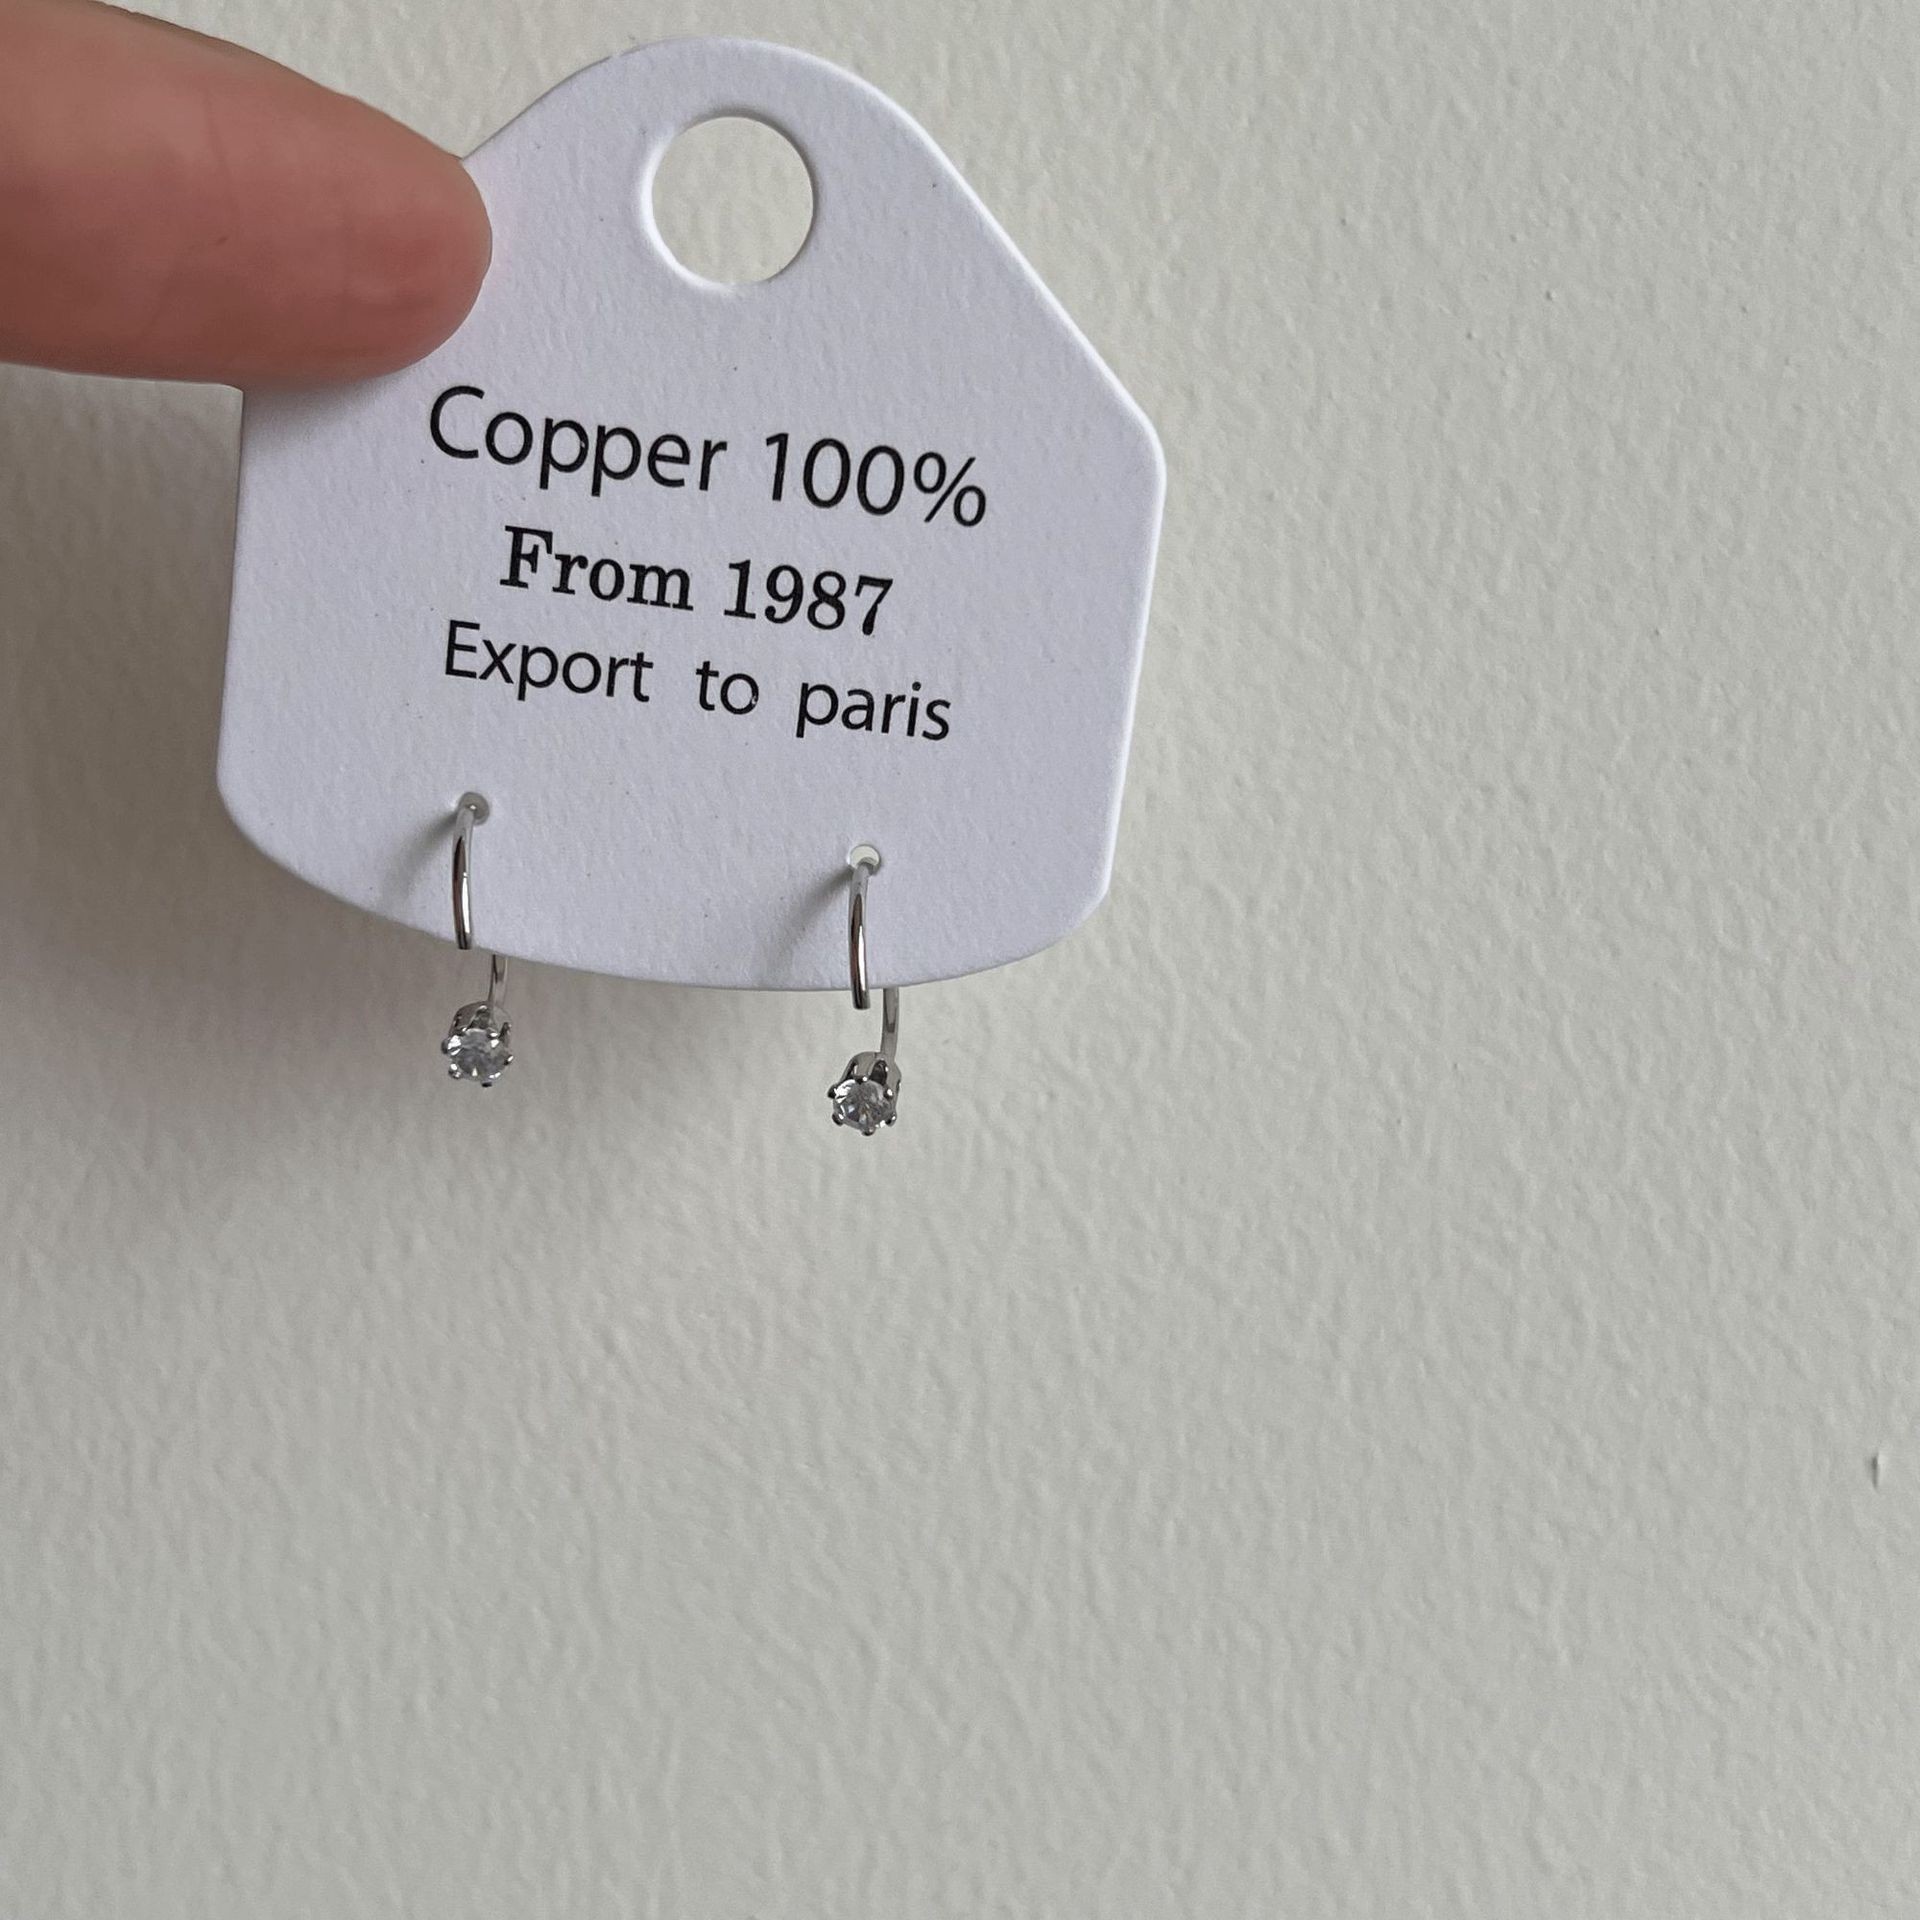 Copper 100%
From 1987
Export to paris